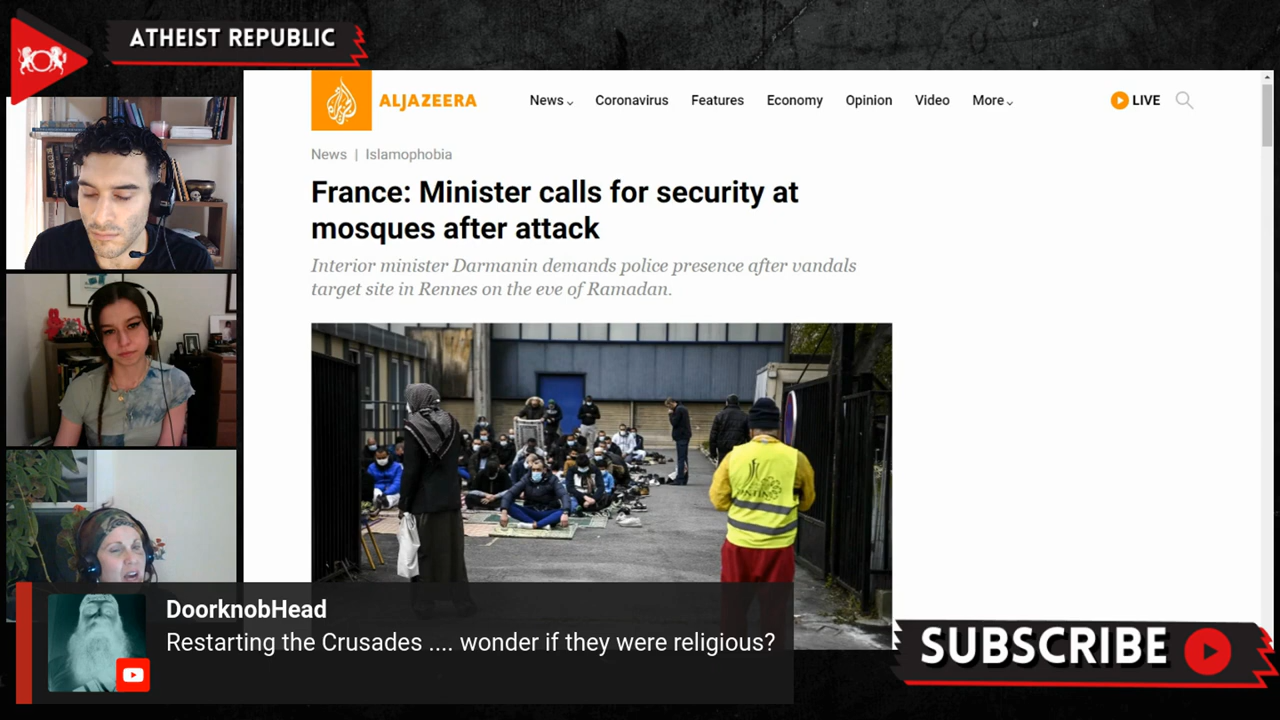 ATHEIST REPUBLIC
ALJAZEERA
News Coronavirus Features Economy Opinion Video More LIVE
News | Islamophobia
France: Minister calls for security at
mosques after attack
Interior minister Darmanin demands police presence after vandals
target site in Rennes on the eve of Ramadan.
DoorknobHead
Restarting the Crusades .... wonder if they were religious?
SUBSCRIBE